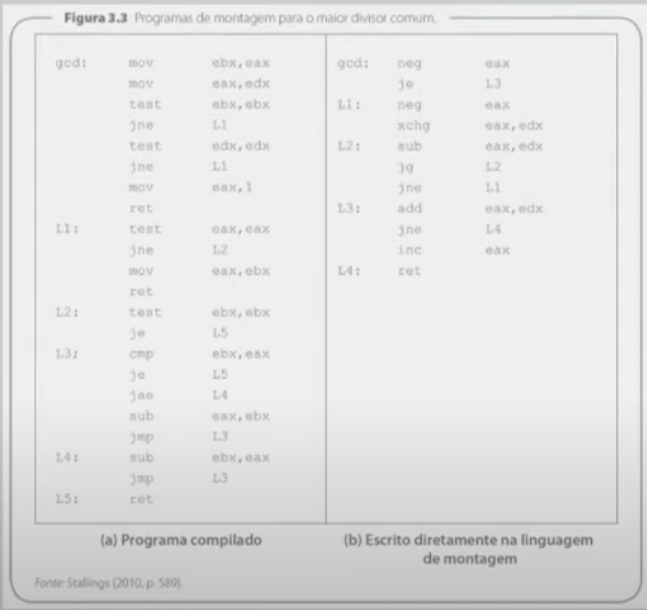 Figura 3.3 Programas de montagem para o maior divisor comum.
gcd: mov ebx,eax
mov eax,edx
test ebx,ebx
jne L1
test edx,edx
jne L1
mov eax,1
ret
L1: test eax,eax
jne L2
mov eax,ebx
ret
L2: test ebx,ebx
je L5
L3; cmp ebx,eax
je L5
jae L4
sub eax,ebx
jmp L3
L4: sub ebx,eax
jmp L3
L5: ret
(a) Programa compilado
gcd: neg eax
je L3
L1: neg eax
xchg eax,edx
L2: sub eax,edx
jg L2
jne L1
L3: add eax,edx
jne L4
inc eax
L4: ret
(b) Escrito diretamente na linguagem
de montagem
Fonte: Stallings (2010, p. 589).